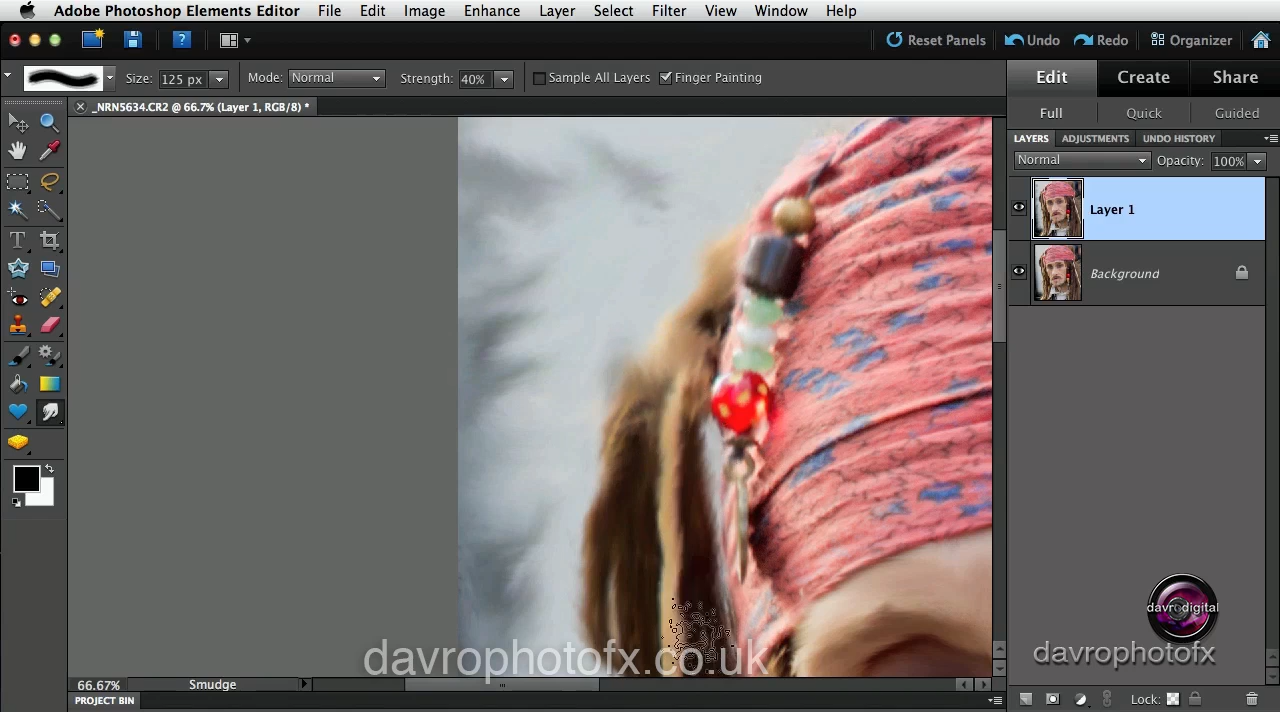 Adobe Photoshop Elements Editor File Edit Image Enhance Layer Select Filter View Window Help
Reset Panels Undo Redo Organizer
Size: 125 px Mode: Normal Strength: 40% Sample All Layers Finger Painting
Edit Create Share
_NRN5634.CR2 @ 66.7% (Layer 1, RGB/8) *
Full Quick Guided
LAYERS ADJUSTMENTS UNDO HISTORY
Normal Opacity: 100%
Layer 1
Background
davrodigital
davrophotofx.co.uk
davrophotofx
66.67% Smudge
PROJECT BIN
Lock: